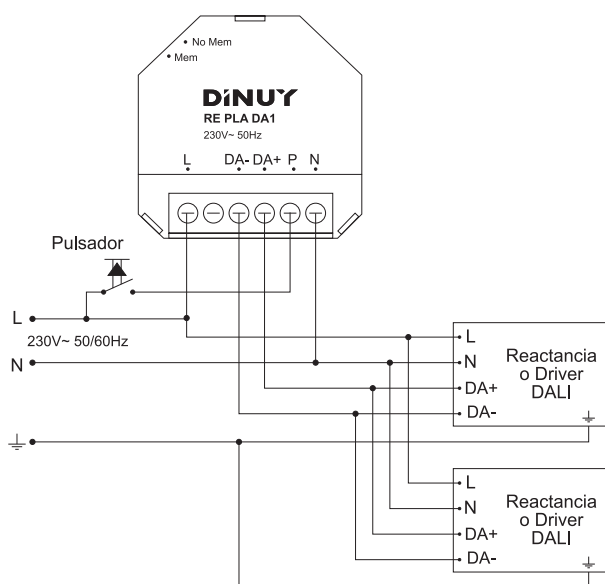 No Mem
Mem
DiNUY
RE PLA DA1
230V~ 50Hz
L DA- DA+ P N
Pulsador
L
230V~ 50/60Hz
N
L
N
DA+
DA-
Reactancia
o Driver
DALI
L
N
DA+
DA-
Reactancia
o Driver
DALI